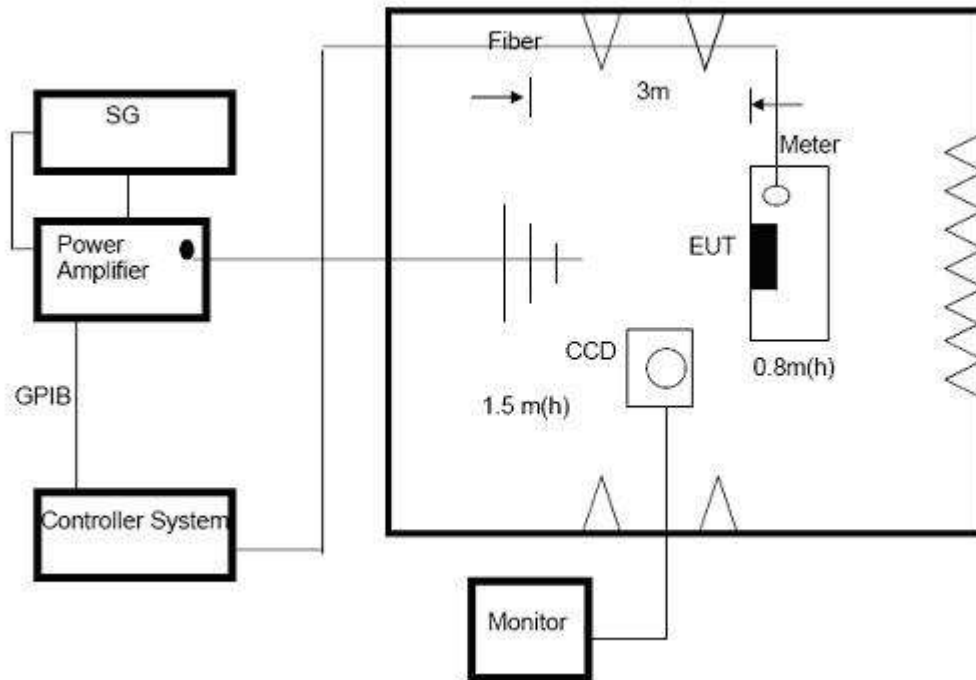 Fiber
3m
SG
Meter
Power
Amplifier
EUT
CCD
0.8m(h)
GPIB
1.5 m(h)
Controller System
Monitor